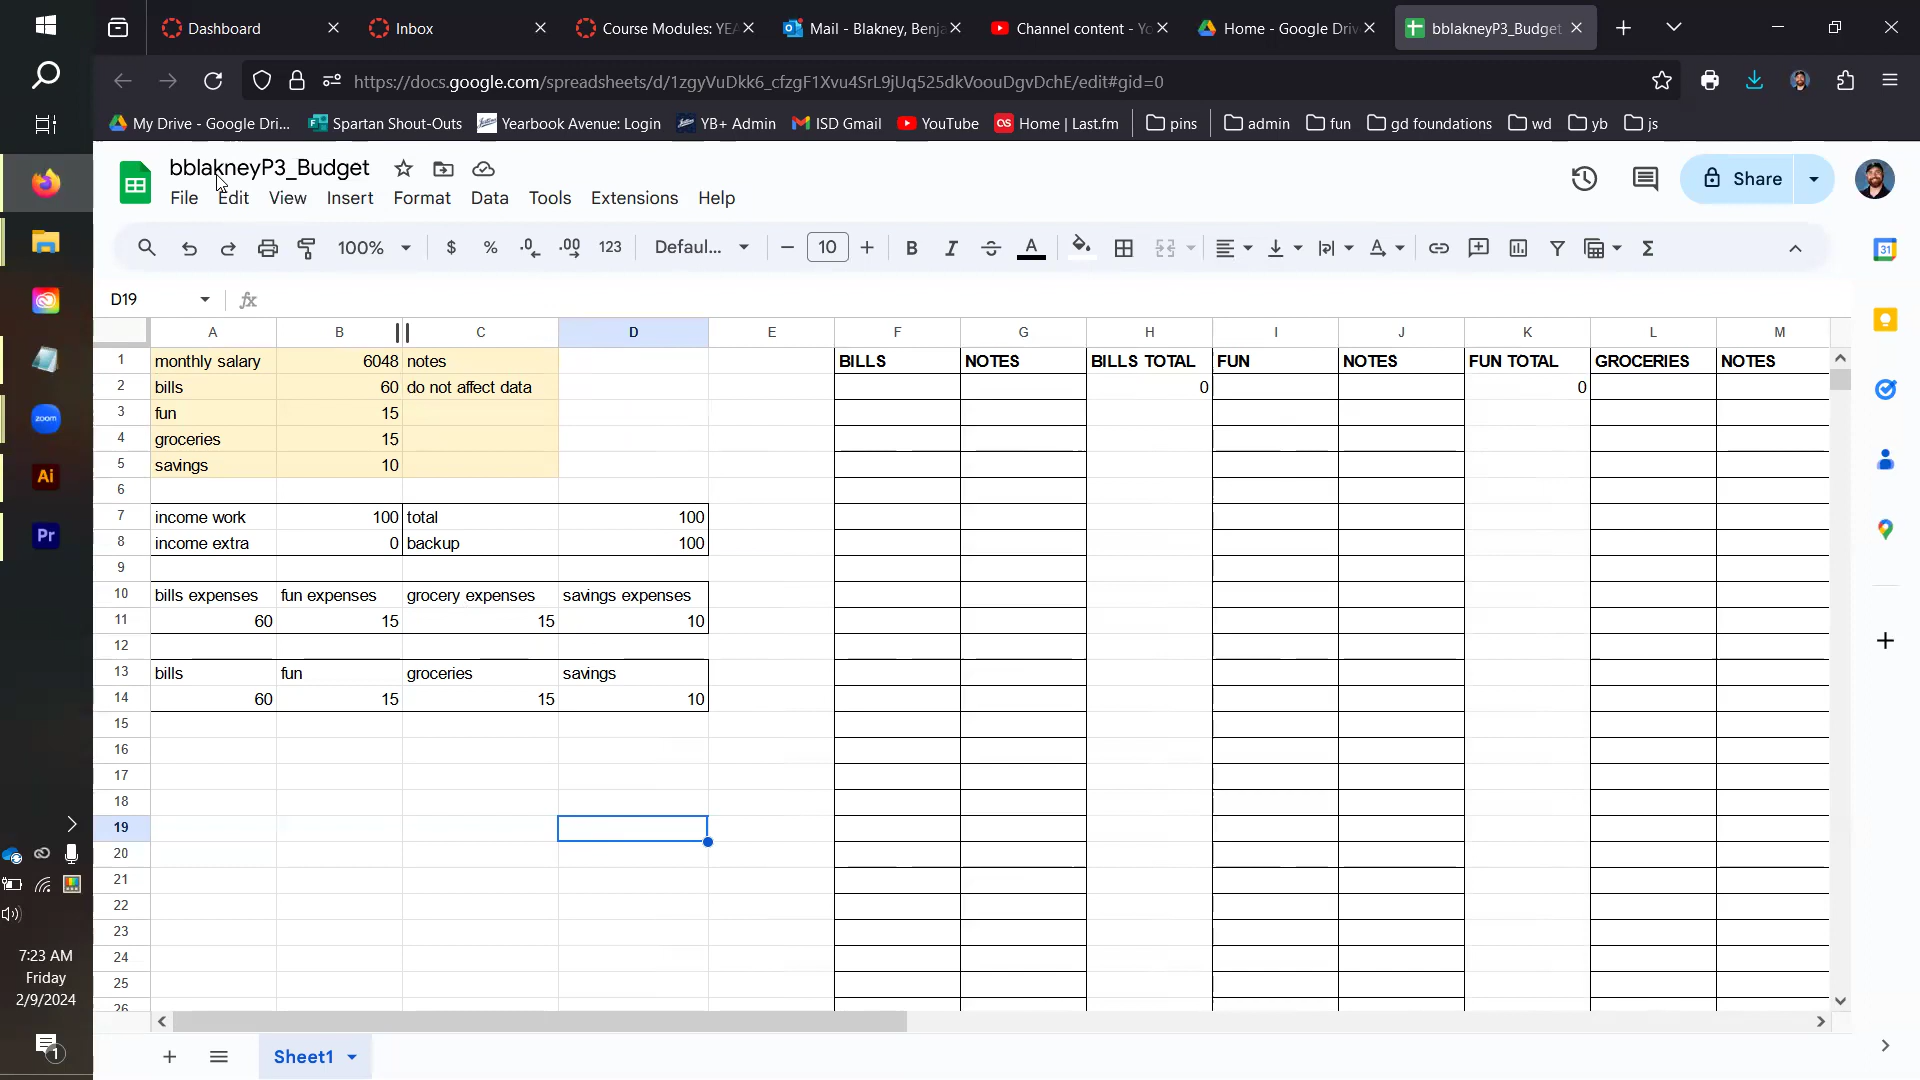 Dashboard Inbox Course Modules: YEA Mail - Blakney, Benja Channel content - Yo Home - Google Driv bblakneyP3_Budget
https://docs.google.com/spreadsheets/d/1zgyVuDkk6_cfzgF1Xvu4SrL9jUq525dkVoouDgvDchE/edit#gid=0
My Drive - Google Dri... Spartan Shout-Outs Yearbook Avenue: Login YB+ Admin ISD Gmail YouTube Home | Last.fm pins admin fun gd foundations wd yb js
bblakneyP3_Budget
File Edit View Insert Format Data Tools Extensions Help
Share
100% $ % .0 .00 123 Defaul... 10 B I S A
D19 fx
A B C D E F G H I J K L M
1 monthly salary 6048 notes BILLS NOTES BILLS TOTAL FUN NOTES FUN TOTAL GROCERIES NOTES
2 bills 60 do not affect data 0 0
3 fun 15
4 groceries 15
5 savings 10
6
7 income work 100 total 100
8 income extra 0 backup 100
9
10 bills expenses fun expenses grocery expenses savings expenses
11 60 15 15 10
12
13 bills fun groceries savings
14 60 15 15 10
15
16
17
18
19
20
21
22
23
24
25
26
Sheet1
31
zoom
Ai
Pr
7:23 AM
Friday
2/9/2024
1